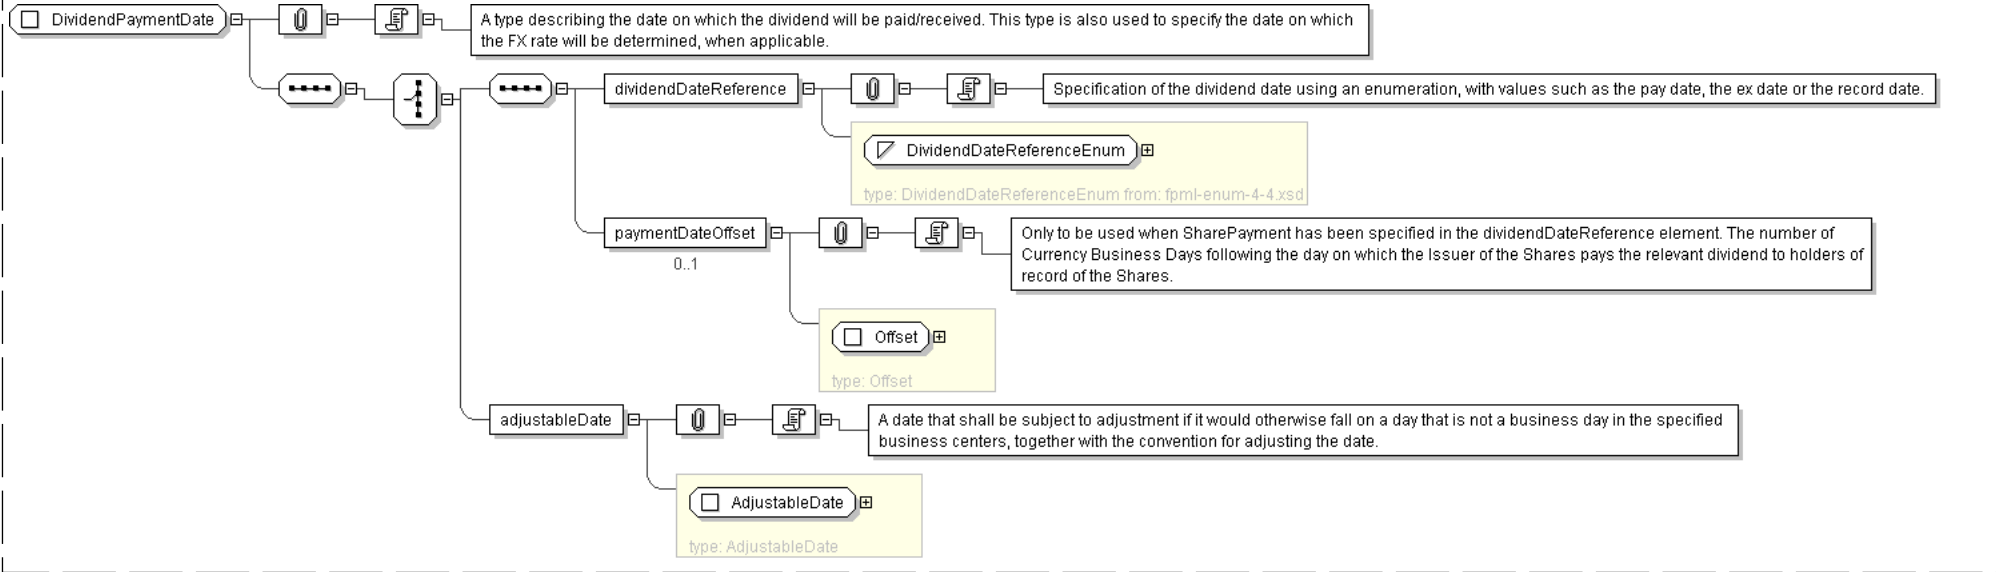 DividendPaymentDate
A type describing the date on which the dividend will be paid/received. This type is also used to specify the date on which
the FX rate will be determined, when applicable.
dividendDateReference
Specification of the dividend date using an enumeration, with values such as the pay date, the ex date or the record date.
DividendDateReferenceEnum
type: DividendDateReferenceEnum from: fpml-enum-4-4.xsd
paymentDateOffset
0..1
Only to be used when SharePayment has been specified in the dividendDateReference element. The number of
Currency Business Days following the day on which the Issuer of the Shares pays the relevant dividend to holders of
record of the Shares.
Offset
type: Offset
adjustableDate
A date that shall be subject to adjustment if it would otherwise fall on a day that is not a business day in the specified
business centers, together with the convention for adjusting the date.
AdjustableDate
type: AdjustableDate